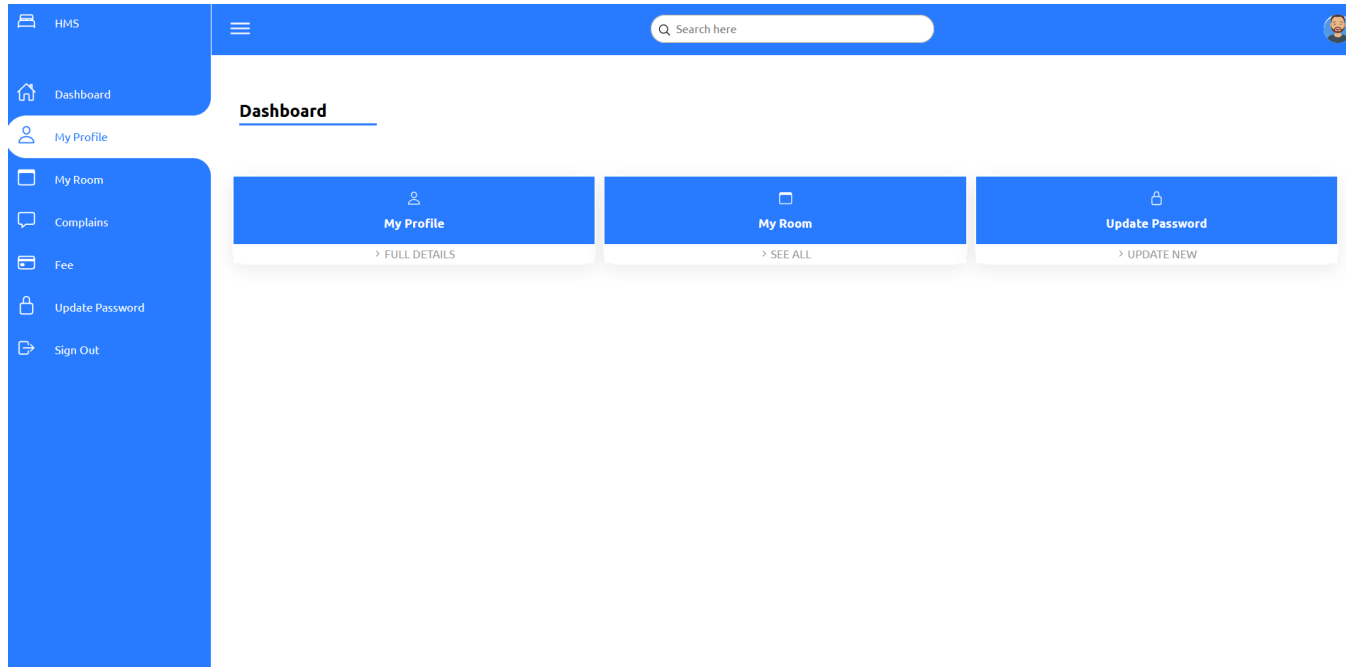 HMS
Search here
Dashboard
My Profile
My Room
Complains
Fee
Update Password
Sign Out
Dashboard
My Profile
> FULL DETAILS
My Room
> SEE ALL
Update Password
> UPDATE NEW